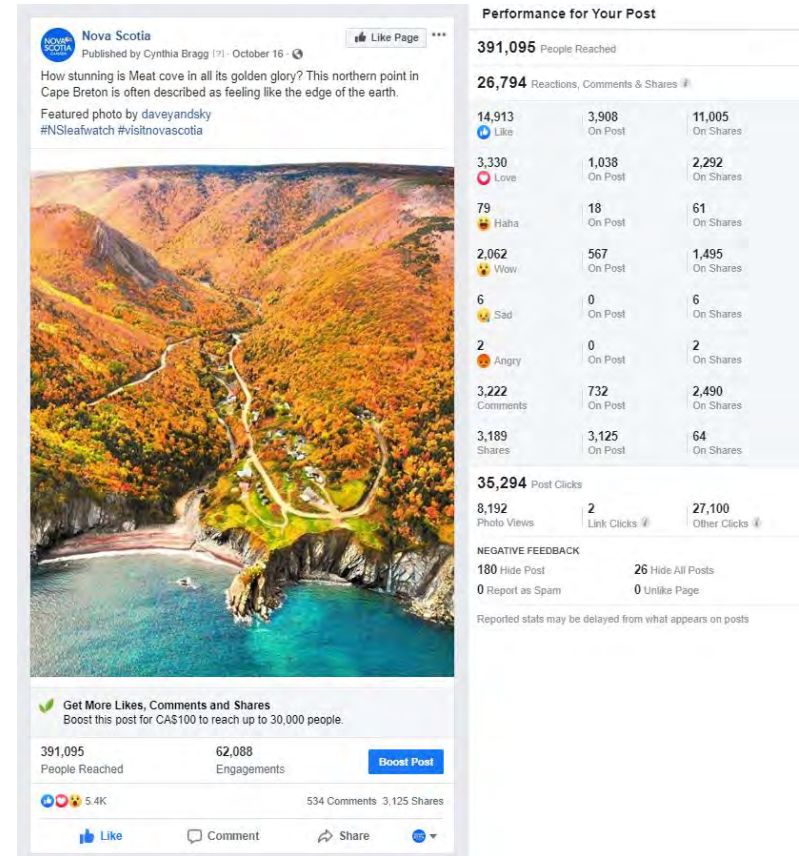 NOVA SCOTIA
Nova Scotia
Published by Cynthia Bragg [?] · October 16 ·
Like Page
How stunning is Meat cove in all its golden glory? This northern point in
Cape Breton is often described as feeling like the edge of the earth.
Featured photo by daveyandsky
#NSleafwatch #visitnovascotia
Get More Likes, Comments and Shares
Boost this post for CA$100 to reach up to 30,000 people.
391,095 62,088
People Reached Engagements
Boost Post
5.4K 534 Comments 3,125 Shares
Like Comment Share
Performance for Your Post
391,095 People Reached
26,794 Reactions, Comments & Shares
14,913 3,908 11,005
Like On Post On Shares
3,330 1,038 2,292
Love On Post On Shares
79 18 61
Haha On Post On Shares
2,062 567 1,495
Wow On Post On Shares
6 0 6
Sad On Post On Shares
2 0 2
Angry On Post On Shares
3,222 732 2,490
Comments On Post On Shares
3,189 3,125 64
Shares On Post On Shares
35,294 Post Clicks
8,192 2 27,100
Photo Views Link Clicks Other Clicks
NEGATIVE FEEDBACK
180 Hide Post 26 Hide All Posts
0 Report as Spam 0 Unlike Page
Reported stats may be delayed from what appears on posts